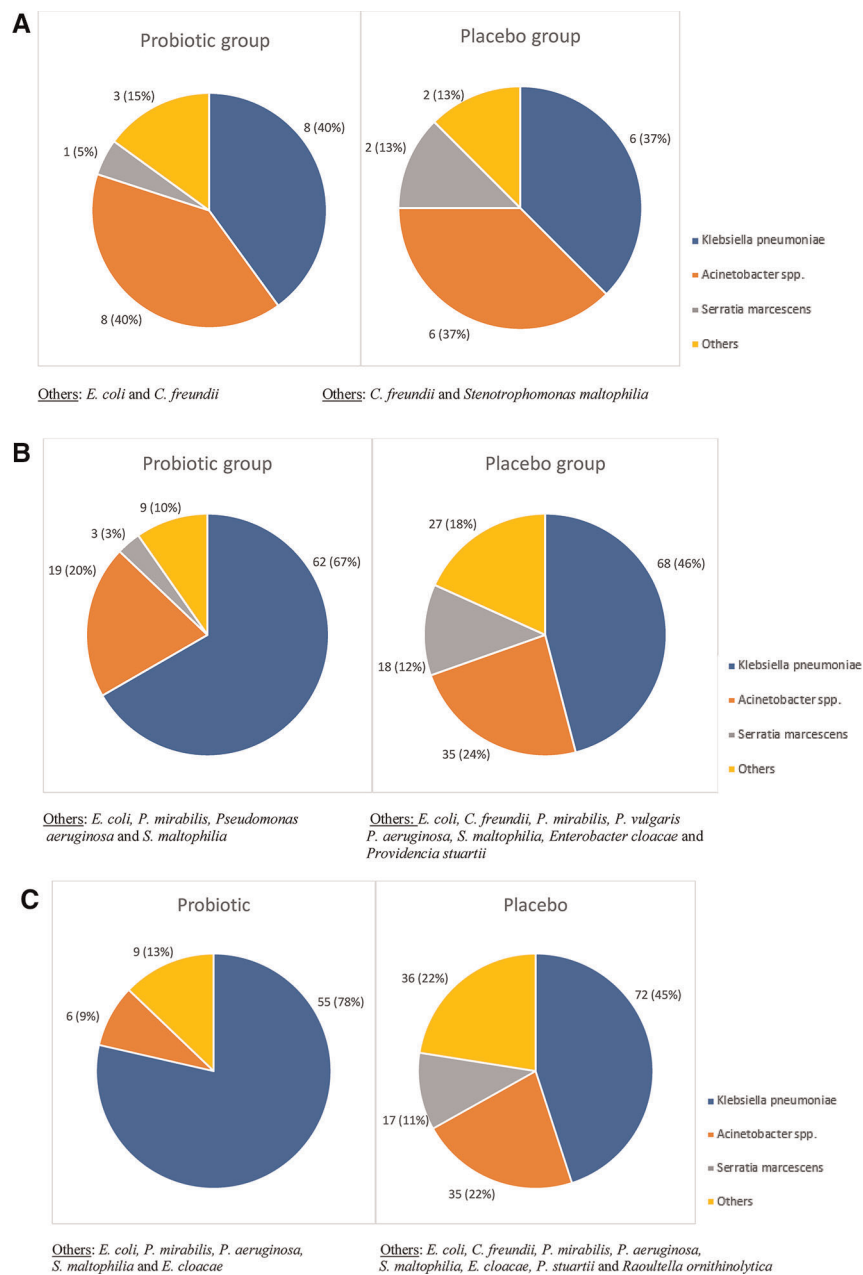 A
Probiotic group
Placebo group
3 (15%)
8 (40%)
1 (5%)
8 (40%)
2 (13%)
6 (37%)
2 (13%)
6 (37%)
Klebsiella pneumoniae
Acinetobacter spp.
Serratia marcescens
Others
Others: E. coli and C. freundii
Others: C. freundii and Stenotrophomonas maltophilia
B
Probiotic group
Placebo group
9 (10%)
3 (3%)
62 (67%)
19 (20%)
27 (18%)
68 (46%)
18 (12%)
35 (24%)
Klebsiella pneumoniae
Acinetobacter spp.
Serratia marcescens
Others
Others: E. coli, P. mirabilis, Pseudomonas
aeruginosa and S. maltophilia
Others: E. coli, C. freundii, P. mirabilis, P. vulgaris
P. aeruginosa, S. maltophilia, Enterobacter cloacae and
Providencia stuartii
C
Probiotic
Placebo
9 (13%)
55 (78%)
6 (9%)
36 (22%)
72 (45%)
17 (11%)
35 (22%)
Klebsiella pneumoniae
Acinetobacter spp.
Serratia marcescens
Others
Others: E. coli, P. mirabilis, P. aeruginosa,
S. maltophilia and E. cloacae
Others: E. coli, C. freundii, P. mirabilis, P. aeruginosa,
S. maltophilia, E. cloacae, P. stuartii and Raoultella ornithinolytica